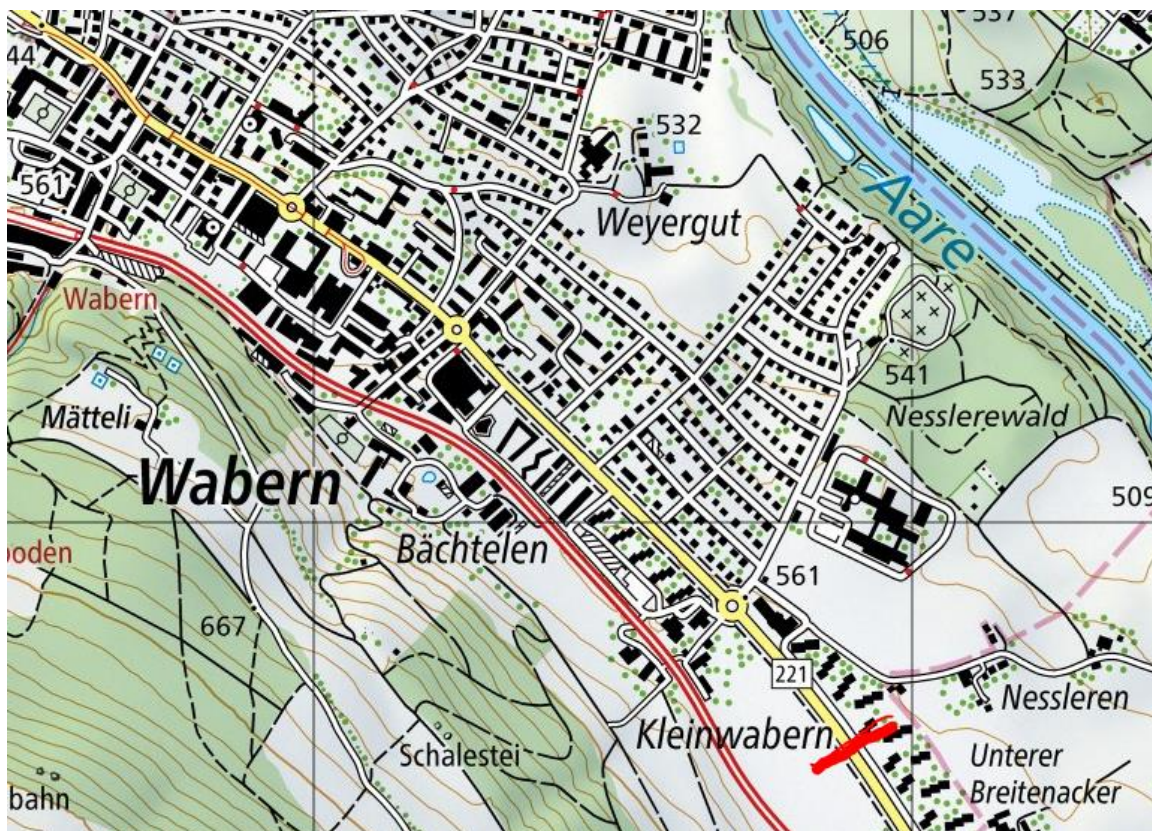 537
506
44
533
532
561
Weyergut
Aare
Wabern
541
Mätteli
Nesslerewald
Wabern
509
Bächtelen
561
667
221
Nessleren
Kleinwabern
Schalestei
Unterer
Breitenacker
bahn